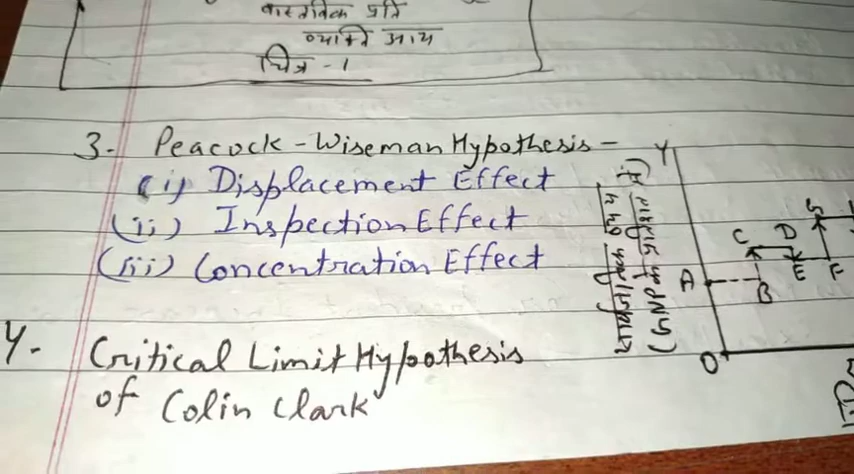 वास्तविक प्रति
व्यक्ति आय
चित्र - 1
3. Peacock - Wiseman Hypothesis -
(i) Displacement Effect
(ii) Inspection Effect
(iii) Concentration Effect
4. Critical Limit Hypothesis
of Colin Clark
Y
G
C D
E F
A B
O